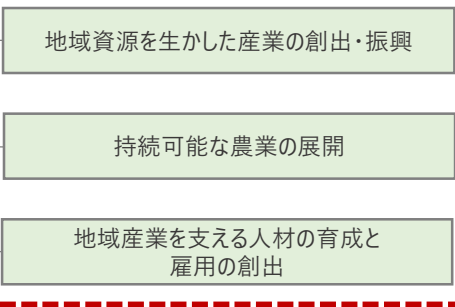 地域資源を生かした産業の創出・振興
持続可能な農業の展開
地域産業を支える人材の育成と
雇用の創出